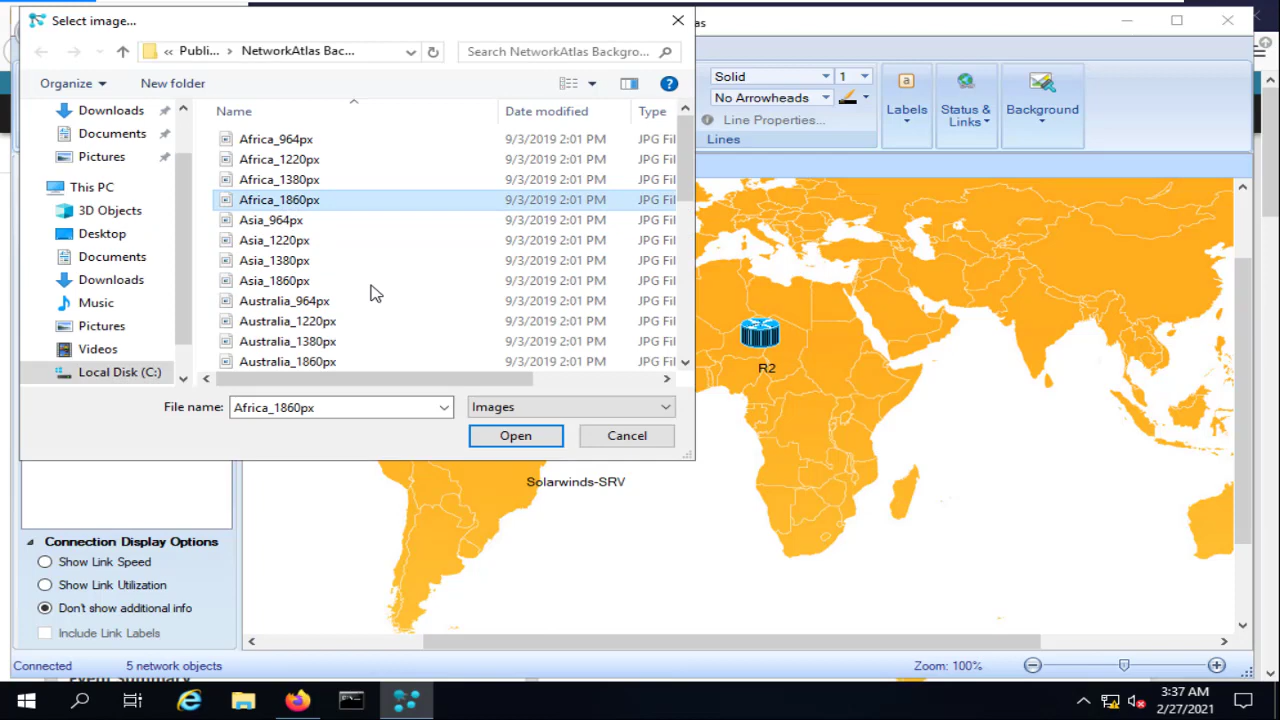 Select image...
as
« Publi... › NetworkAtlas Bac...
Search NetworkAtlas Backgro...
Organize
New folder
?
Downloads
Documents
Pictures
This PC
3D Objects
Desktop
Documents
Downloads
Music
Pictures
Videos
Local Disk (C:)
Name Date modified Type
Africa_964px 9/3/2019 2:01 PM JPG Fil
Africa_1220px 9/3/2019 2:01 PM JPG Fil
Africa_1380px 9/3/2019 2:01 PM JPG Fil
Africa_1860px 9/3/2019 2:01 PM JPG Fil
Asia_964px 9/3/2019 2:01 PM JPG Fil
Asia_1220px 9/3/2019 2:01 PM JPG Fil
Asia_1380px 9/3/2019 2:01 PM JPG Fil
Asia_1860px 9/3/2019 2:01 PM JPG Fil
Australia_964px 9/3/2019 2:01 PM JPG Fil
Australia_1220px 9/3/2019 2:01 PM JPG Fil
Australia_1380px 9/3/2019 2:01 PM JPG Fil
Australia_1860px 9/3/2019 2:01 PM JPG Fil
File name: Africa_1860px
Images
Open
Cancel
Solid 1
No Arrowheads
Line Properties...
Lines
a
Labels
Status &
Links
Background
R2
Solarwinds-SRV
Connection Display Options
Show Link Speed
Show Link Utilization
Don't show additional info
Include Link Labels
Connected 5 network objects
Zoom: 100%
Event Summary
3:37 AM
2/27/2021